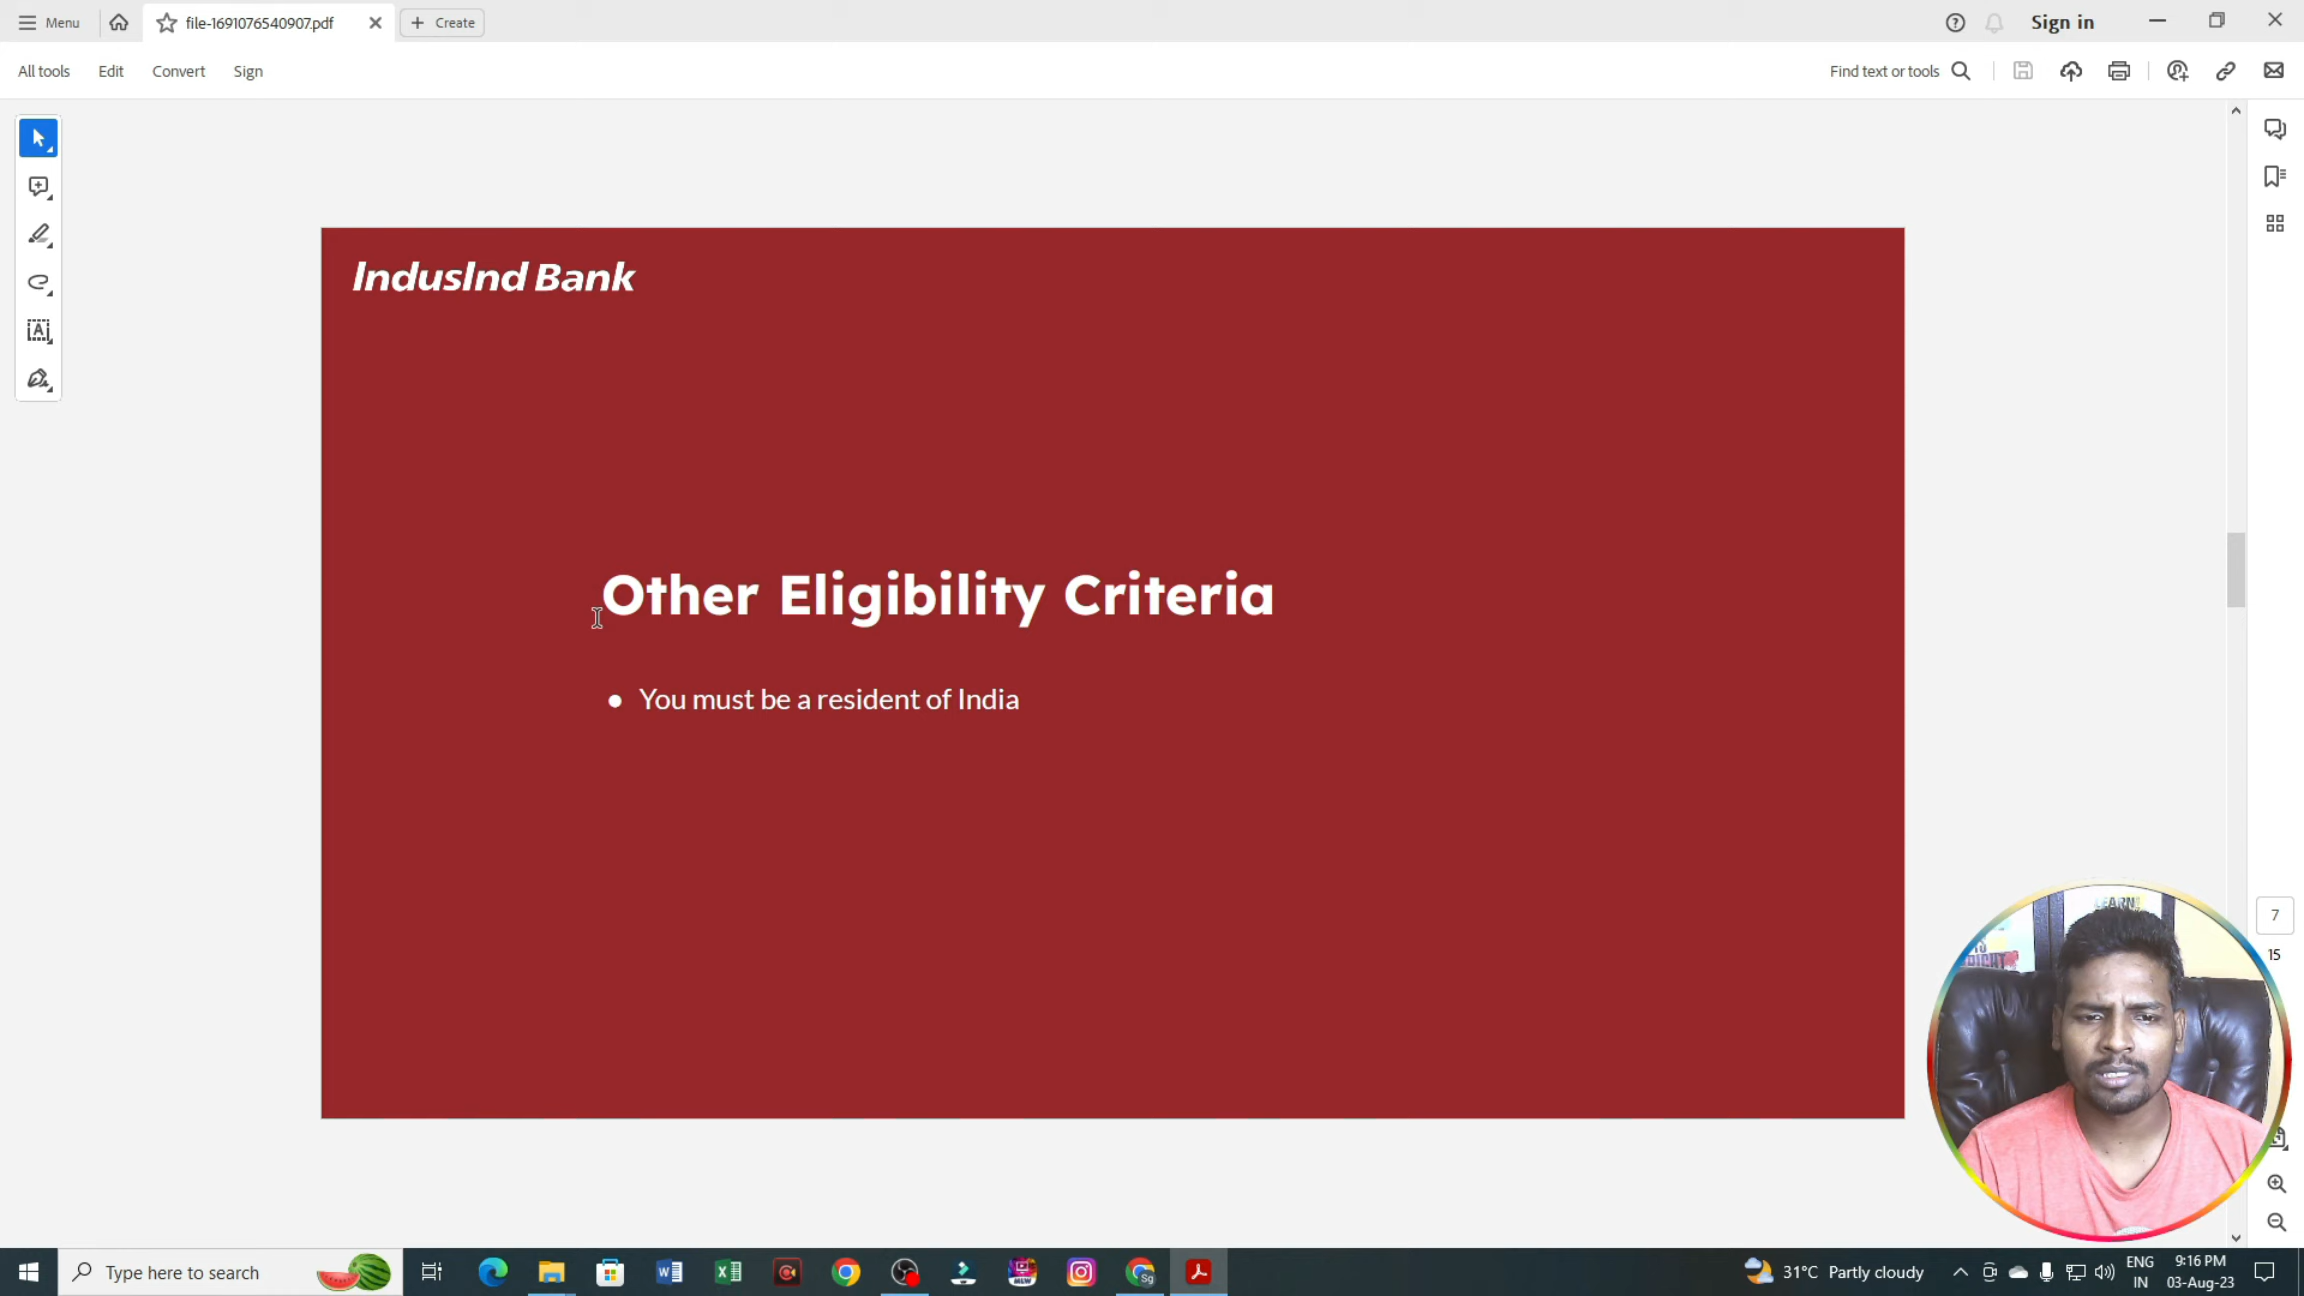 Menu
file-1691076540907.pdf
Create
Sign in
All tools
Edit
Convert
Sign
Find text or tools
IndusInd Bank
Other Eligibility Criteria
● You must be a resident of India
7
15
LEARN!
Type here to search
31°C Partly cloudy
ENG
IN
9:16 PM
03-Aug-23